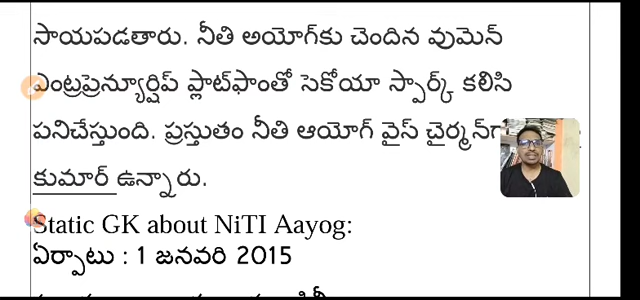 సాయపడతారు. నీతి అయోగ్‌కు చెందిన వుమెన్
ఎంట్రప్రెన్యూర్షిప్ ప్లాట్‌ఫాంతో సెకోయా స్పార్క్ కలిసి
పనిచేస్తుంది. ప్రస్తుతం నీతి ఆయోగ్ వైస్ చైర్మన్‌గా
కుమార్ ఉన్నారు.
Static GK about NiTI Aayog:
ఏర్పాటు : 1 జనవరి 2015